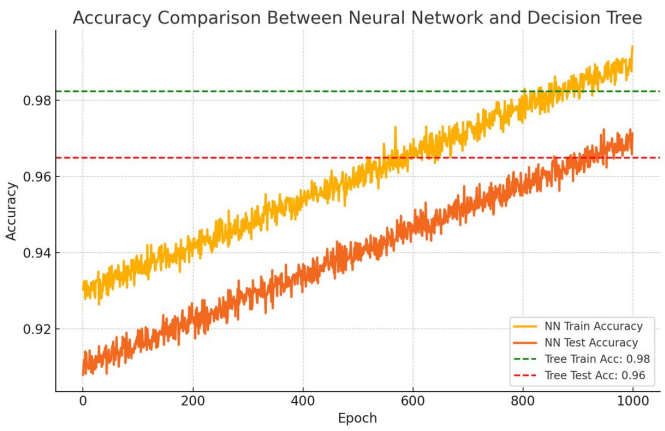 Accuracy Comparison Between Neural Network and Decision Tree
Accuracy
0.98
0.96
0.94
0.92
NN Train Accuracy
NN Test Accuracy
Tree Train Acc: 0.98
Tree Test Acc: 0.96
0
200
400
600
800
1000
Epoch